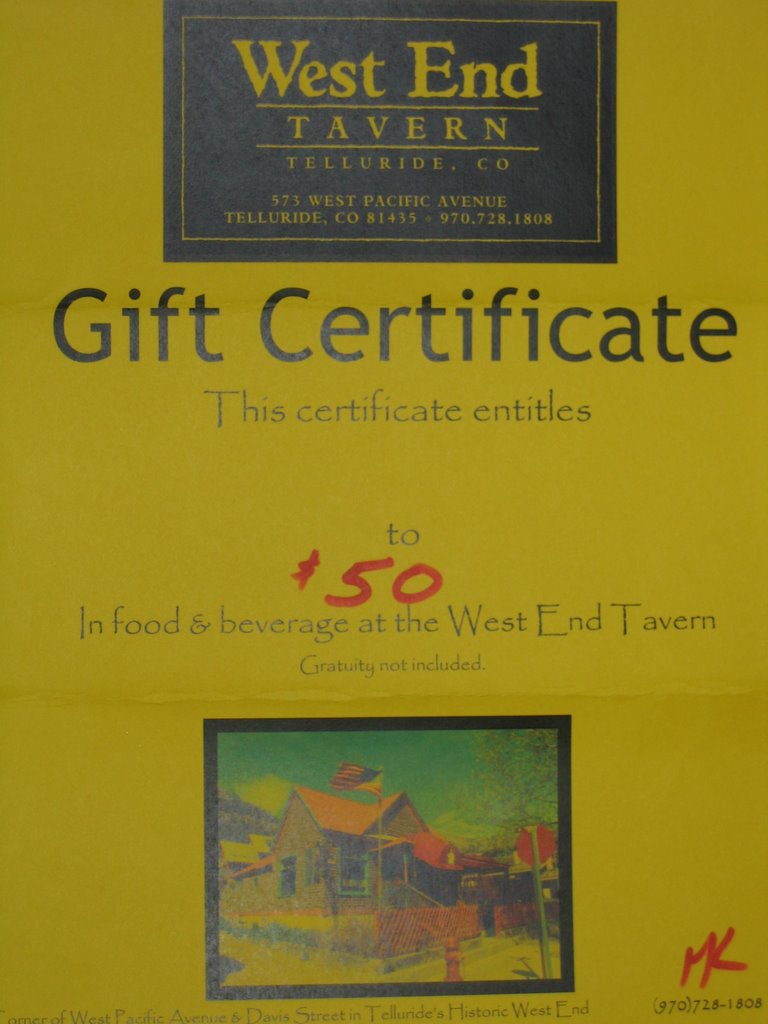 West End
TAVERN
TELLURIDE, CO
573 WEST PACIFIC AVENUE
TELLURIDE, CO 81435 ◦ 970.728.1808
Gift Certificate
This certificate entitles
to
$50
In food & beverage at the West End Tavern
Gratuity not included.
MK
Corner of West Pacific Avenue & Davis Street in Telluride's Historic West End
(970)728-1808